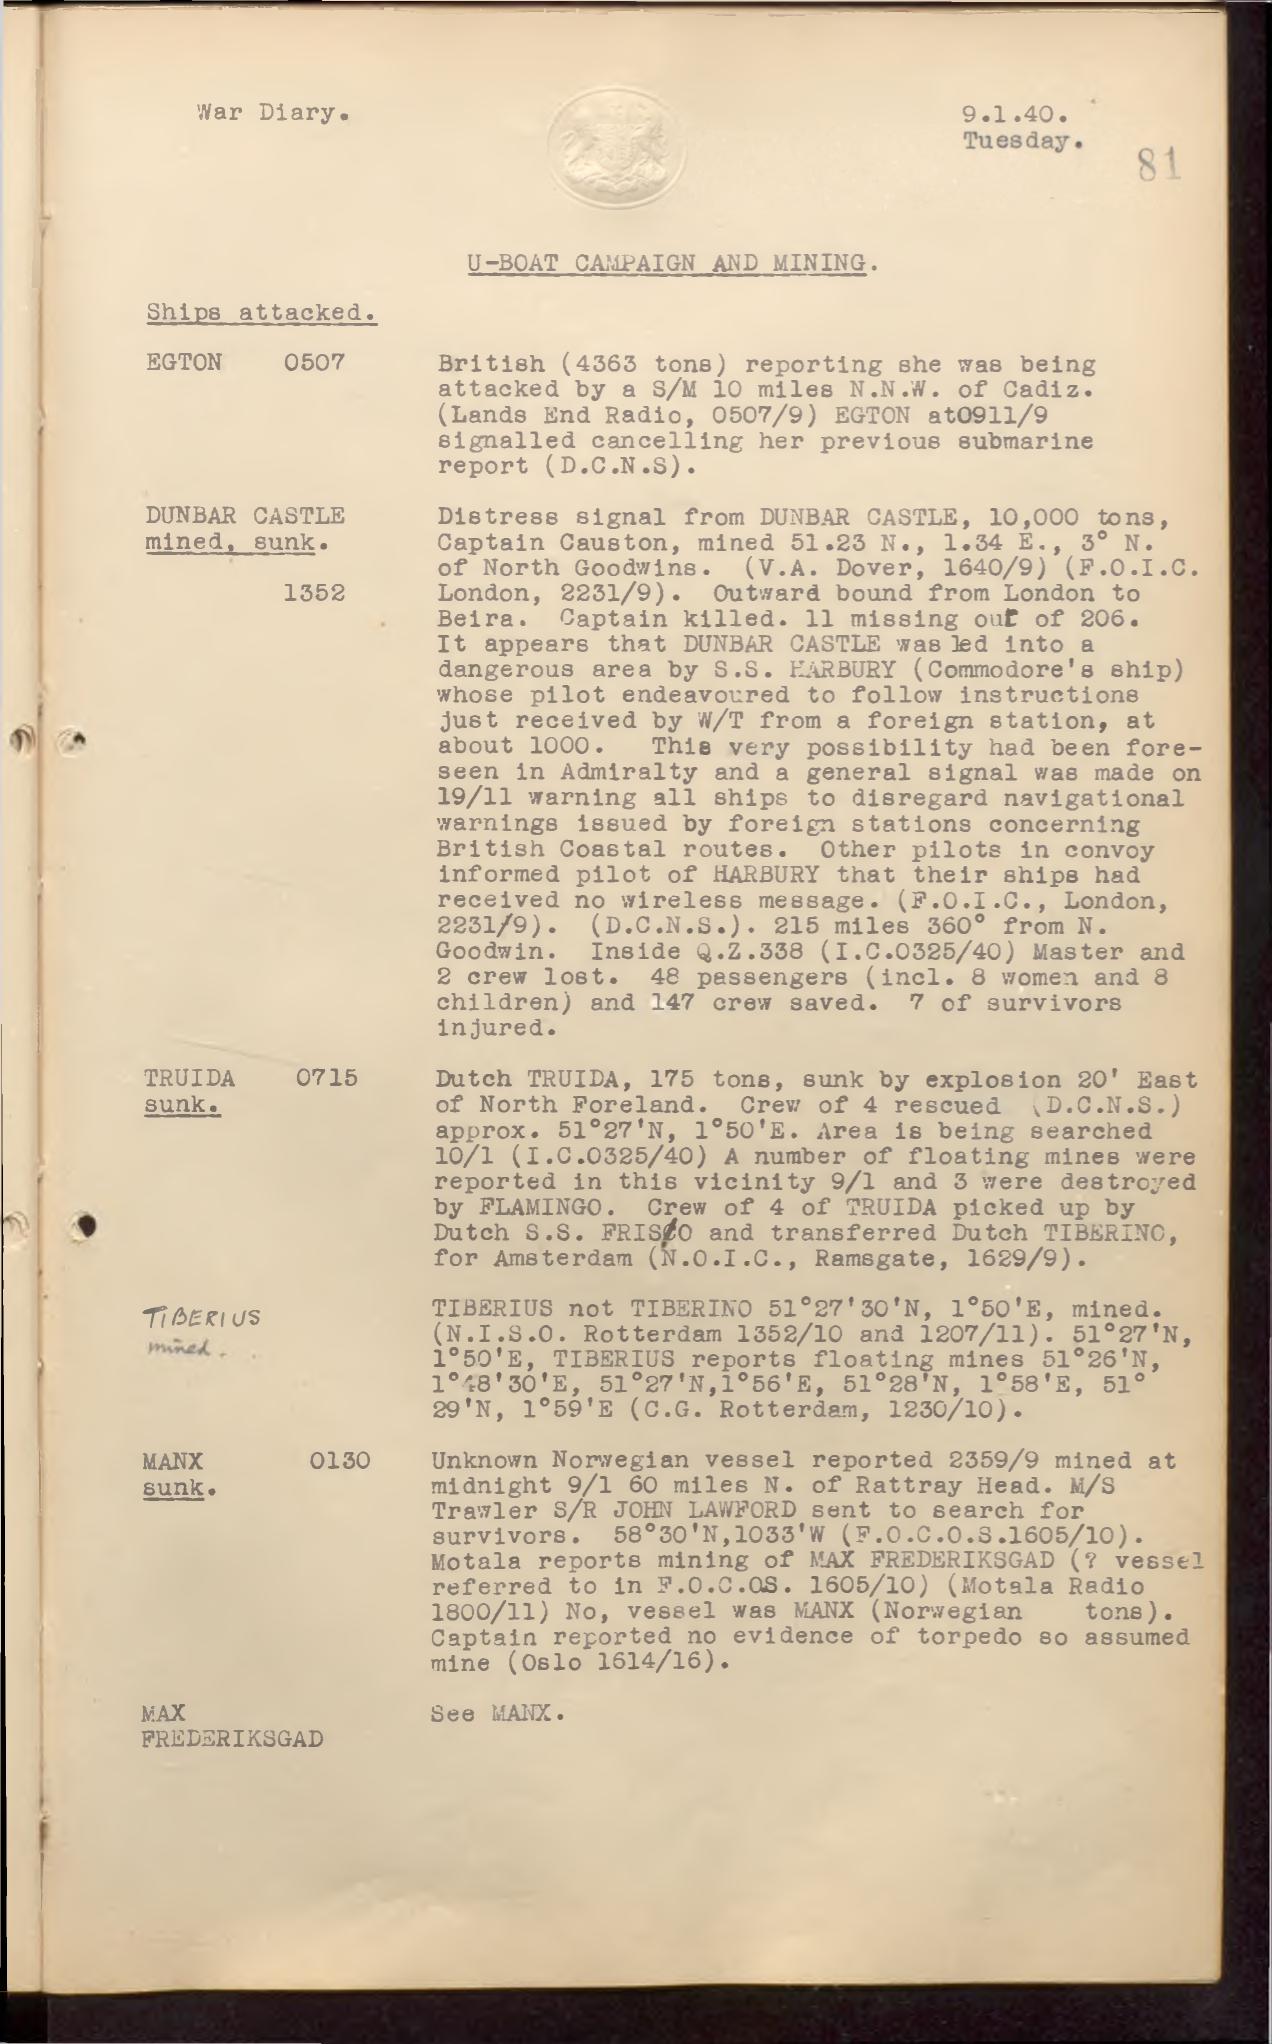 War Diary.
9.1.40.
Tuesday.
81
U-BOAT CAMPAIGN AND MINING.
Ships attacked.
EGTON 0507 British (4363 tons) reporting she was being
attacked by a S/M 10 miles N.N.W. of Cadiz.
(Lands End Radio, 0507/9) EGTON at0911/9
signalled cancelling her previous submarine
report (D.C.N.S).
DUNBAR CASTLE Distress signal from DUNBAR CASTLE, 10,000 tons,
mined, sunk. Captain Causton, mined 51.23 N., 1.34 E., 3° N.
of North Goodwins. (V.A. Dover, 1640/9) (F.O.I.C.
1352 London, 2231/9). Outward bound from London to
Beira. Captain killed. 11 missing out of 206.
It appears that DUNBAR CASTLE was led into a
dangerous area by S.S. HARBURY (Commodore's ship)
whose pilot endeavoured to follow instructions
just received by W/T from a foreign station, at
about 1000. This very possibility had been fore-
seen in Admiralty and a general signal was made on
19/11 warning all ships to disregard navigational
warnings issued by foreign stations concerning
British Coastal routes. Other pilots in convoy
informed pilot of HARBURY that their ships had
received no wireless message. (F.O.I.C., London,
2231/9). (D.C.N.S.). 215 miles 360° from N.
Goodwin. Inside Q.Z.338 (I.C.0325/40) Master and
2 crew lost. 48 passengers (incl. 8 women and 8
children) and 147 crew saved. 7 of survivors
injured.
TRUIDA 0715 Dutch TRUIDA, 175 tons, sunk by explosion 20' East
sunk. of North Foreland. Crew of 4 rescued (D.C.N.S.)
approx. 51°27'N, 1°50'E. Area is being searched
10/1 (I.C.0325/40) A number of floating mines were
reported in this vicinity 9/1 and 3 were destroyed
by FLAMINGO. Crew of 4 of TRUIDA picked up by
Dutch S.S. FRISO and transferred Dutch TIBERINO,
for Amsterdam (N.O.I.C., Ramsgate, 1629/9).
TIBERIUS TIBERIUS not TIBERINO 51°27'30'N, 1°50'E, mined.
mined. (N.I.S.O. Rotterdam 1352/10 and 1207/11). 51°27'N,
1°50'E, TIBERIUS reports floating mines 51°26'N,
1°48'30'E, 51°27'N,1°56'E, 51°28'N, 1°58'E, 51°
29'N, 1°59'E (C.G. Rotterdam, 1230/10).
MANX 0130 Unknown Norwegian vessel reported 2359/9 mined at
sunk. midnight 9/1 60 miles N. of Rattray Head. M/S
Trawler S/R JOHN LAWFORD sent to search for
survivors. 58°30'N,1033'W (F.O.C.O.S.1605/10).
Motala reports mining of MAX FREDERIKSGAD (? vessel
referred to in F.O.C.OS. 1605/10) (Motala Radio
1800/11) No, vessel was MANX (Norwegian tons).
Captain reported no evidence of torpedo so assumed
mine (Oslo 1614/16).
MAX See MANX.
FREDERIKSGAD